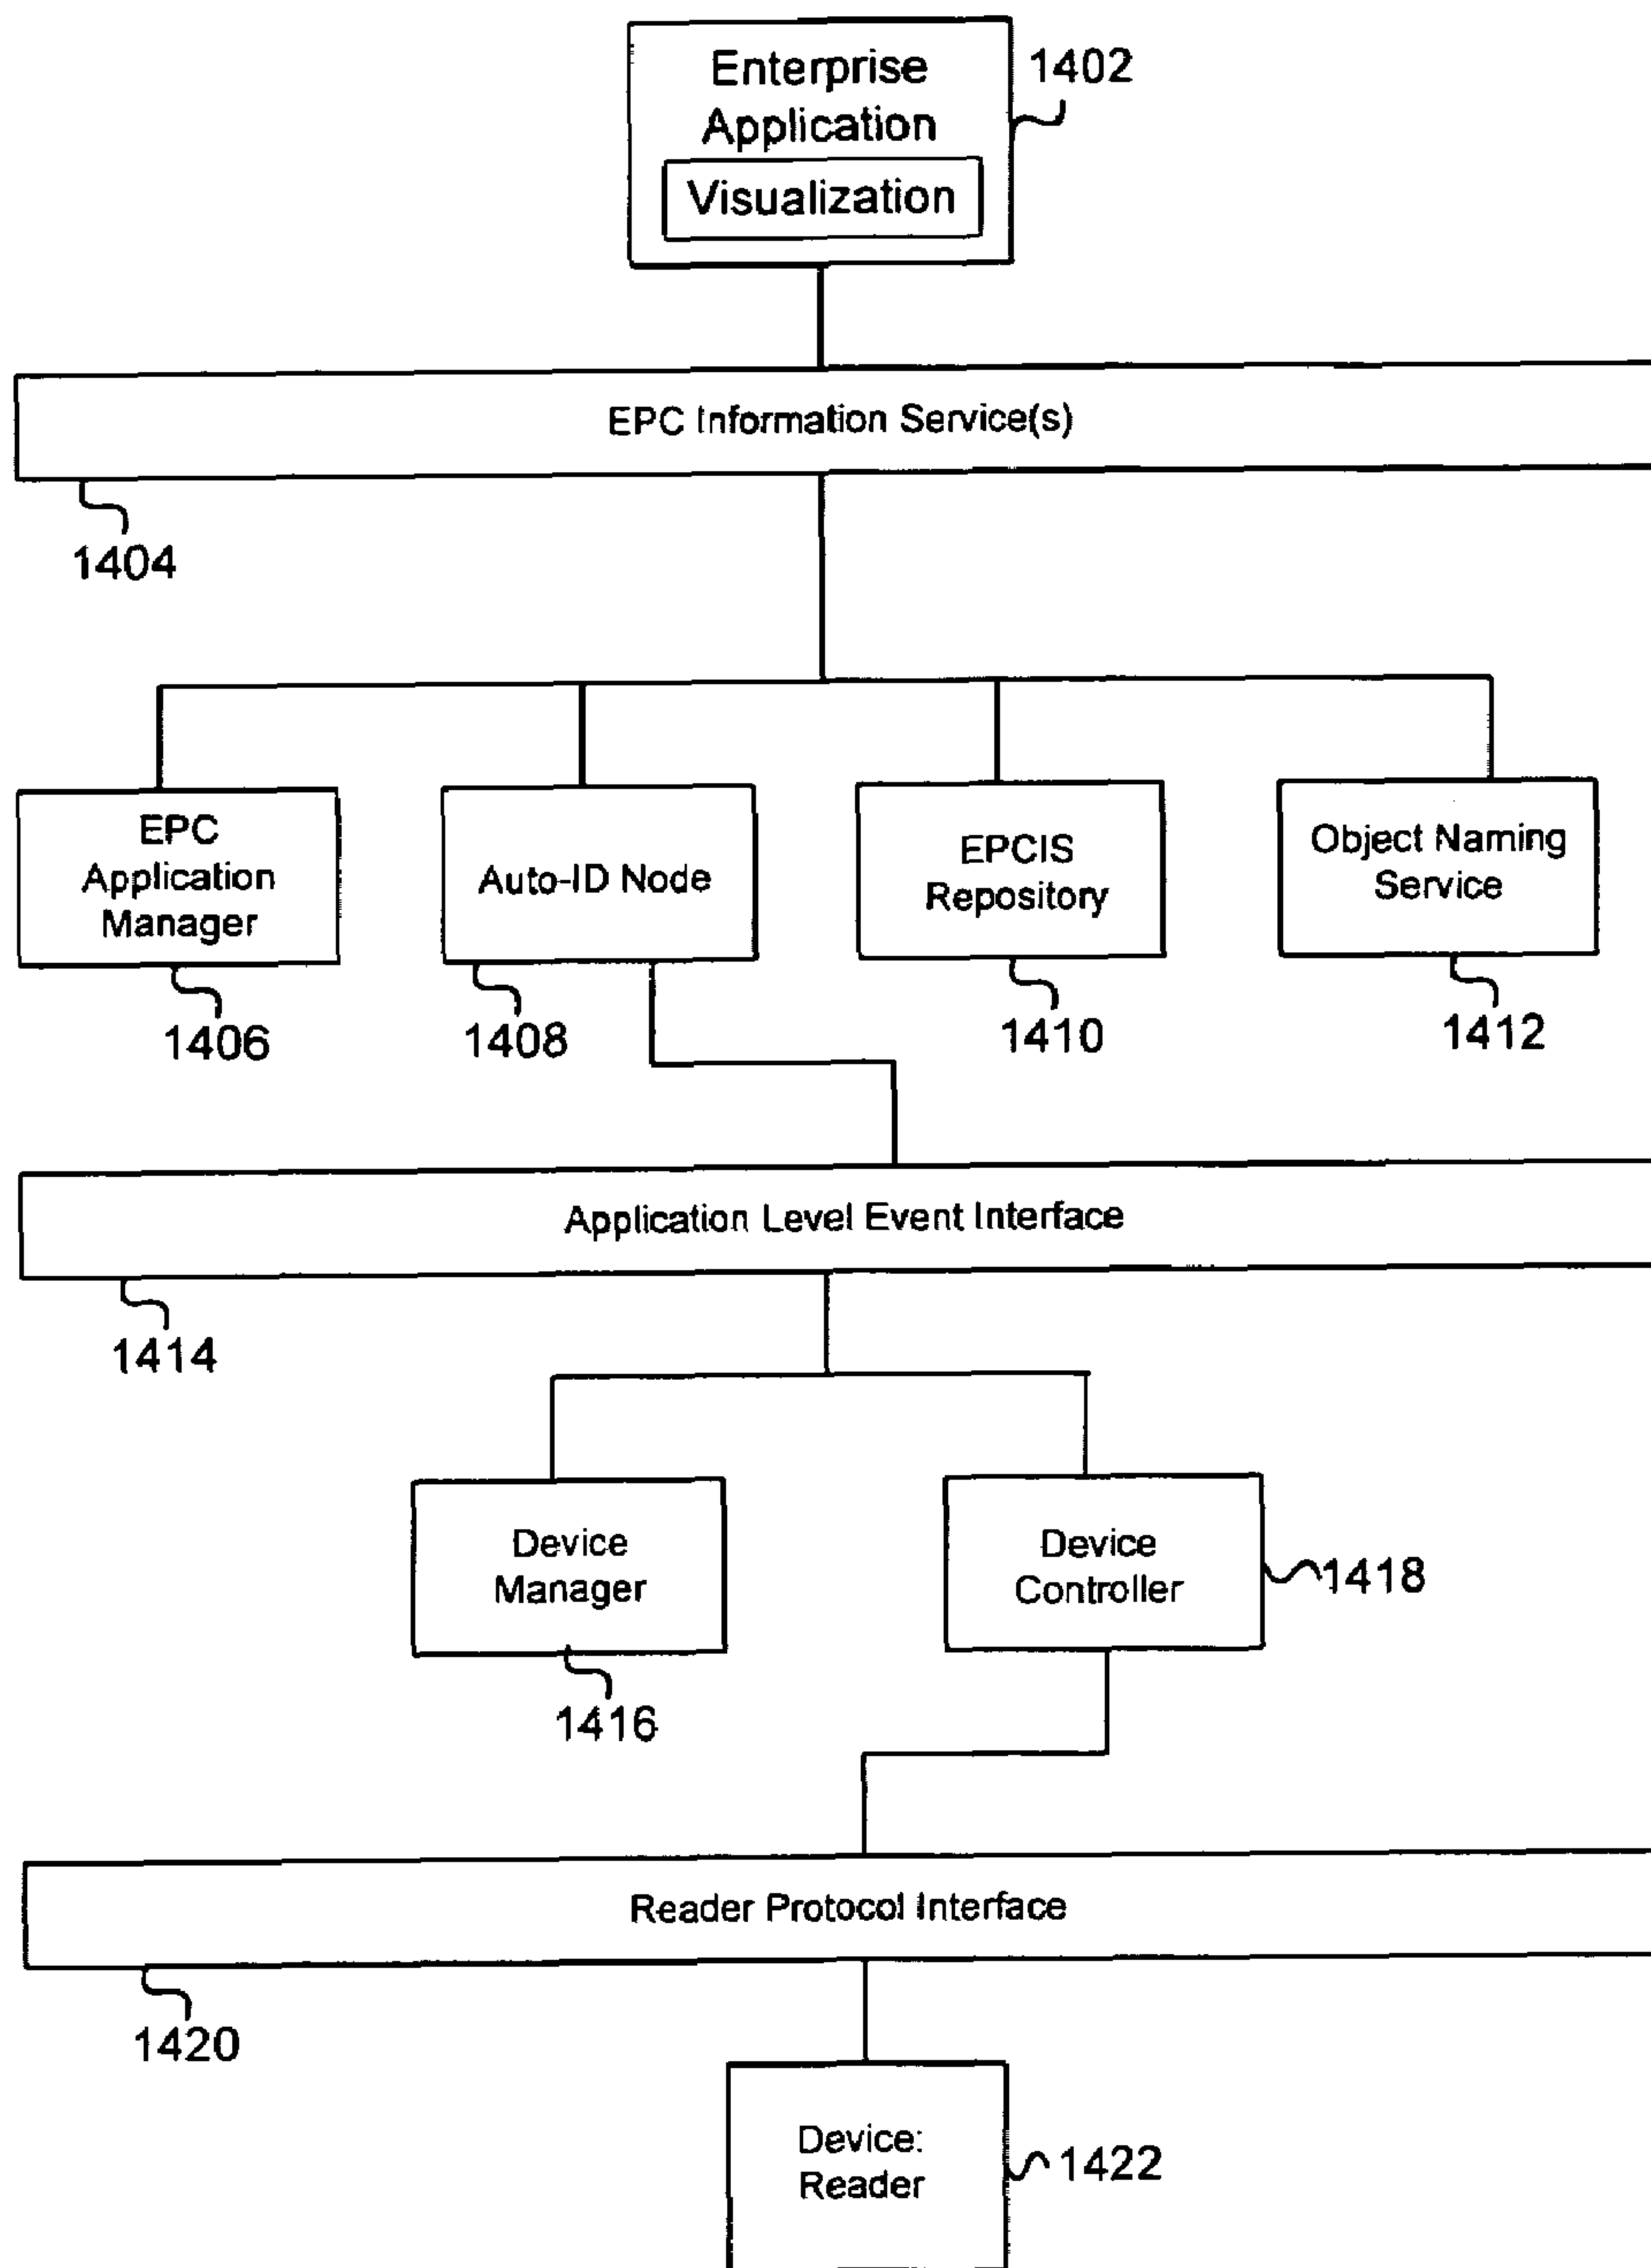 Enterprise
Application
Visualization
1402
EPC Information Service(s)
1404
EPC
Application
Manager
1406
Auto-ID Node
1408
EPCIS
Repository
1410
Object Naming
Service
1412
Application Level Event Interface
1414
Device
Manager
1416
Device
Controller
1418
Reader Protocol Interface
1420
Device:
Reader
1422